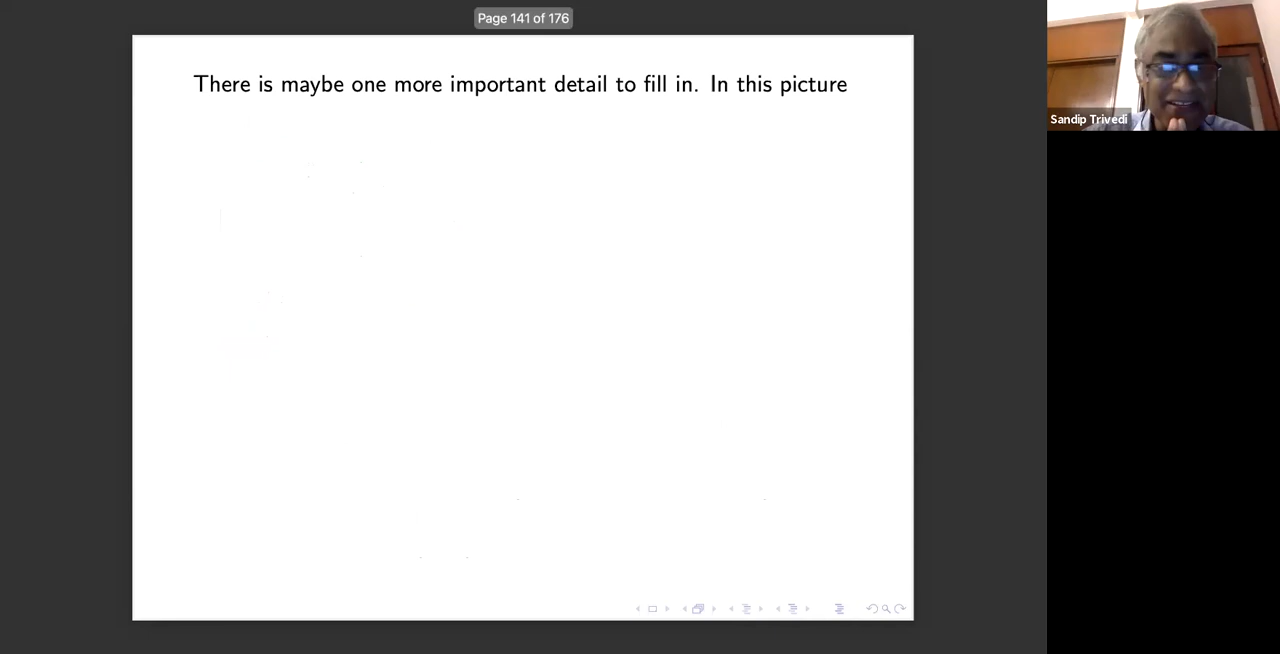 Page 141 of 176
There is maybe one more important detail to fill in. In this picture
Sandip Trivedi